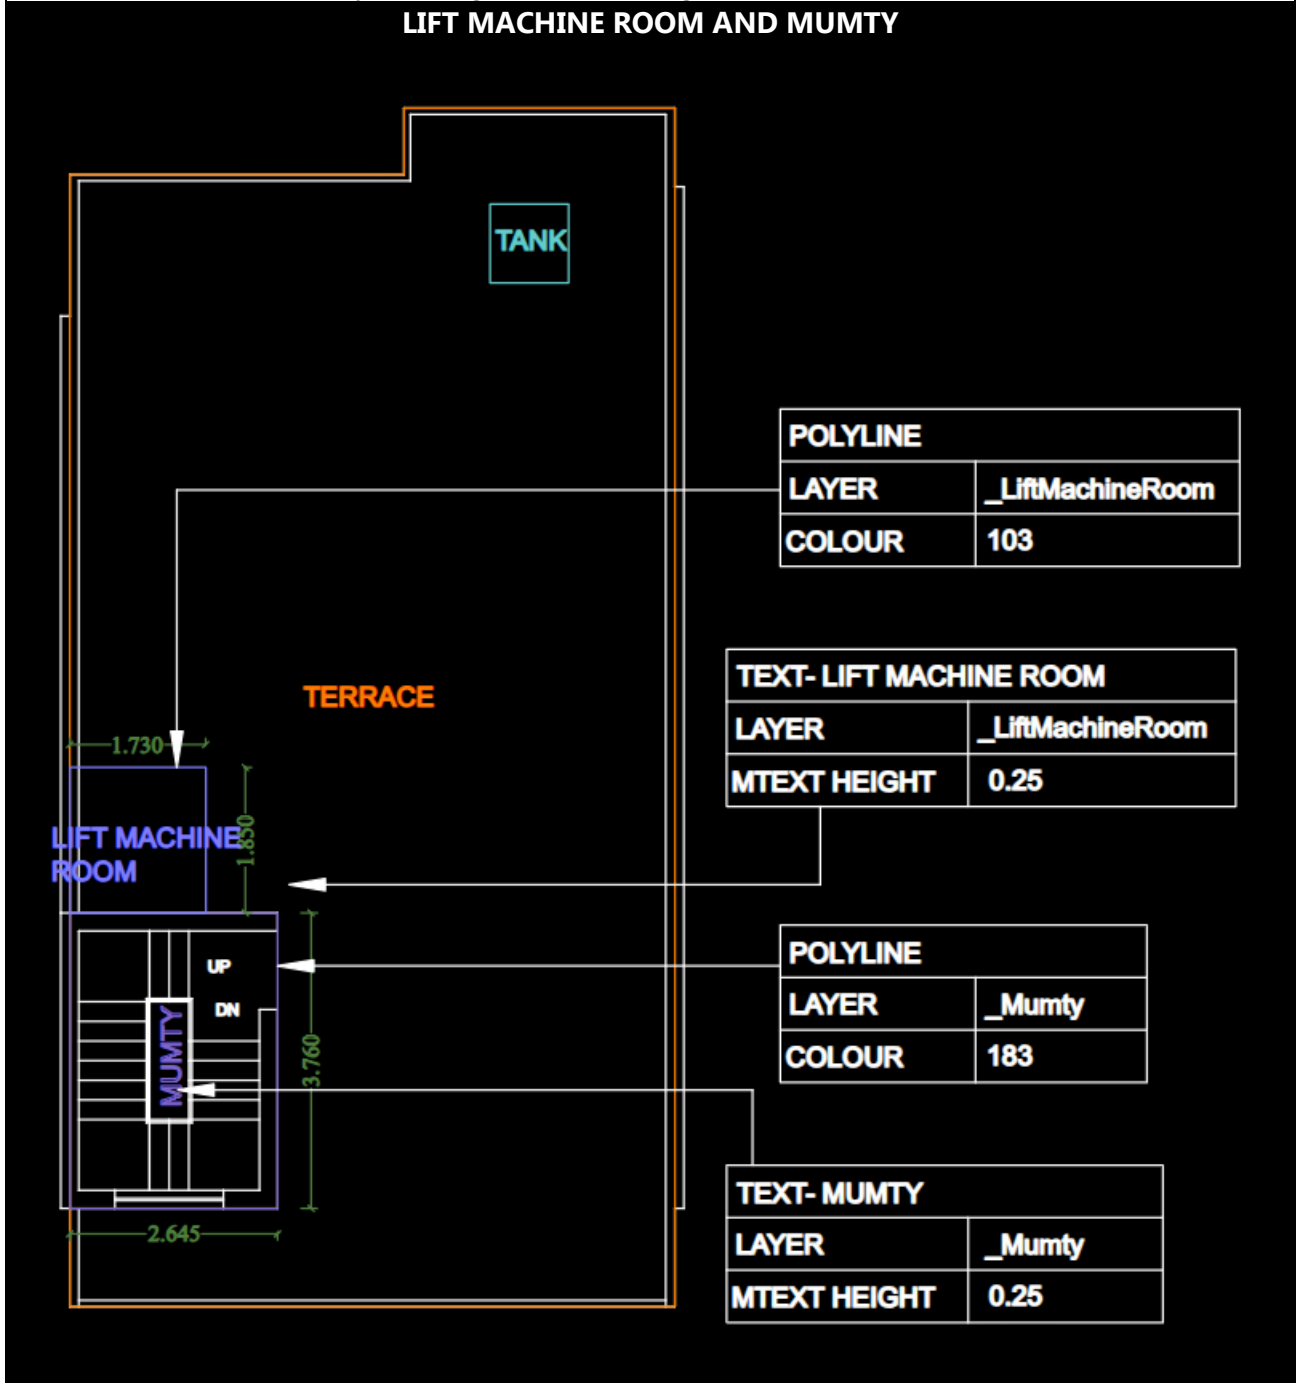 LIFT MACHINE ROOM AND MUMTY
TANK
POLYLINE
LAYER _LiftMachineRoom
COLOUR 103
TEXT- LIFT MACHINE ROOM
LAYER _LiftMachineRoom
MTEXT HEIGHT 0.25
TERRACE
1.730
1.850
LIFT MACHINE
ROOM
UP
DN
MUMTY
3.760
2.645
POLYLINE
LAYER _Mumty
COLOUR 183
TEXT- MUMTY
LAYER _Mumty
MTEXT HEIGHT 0.25